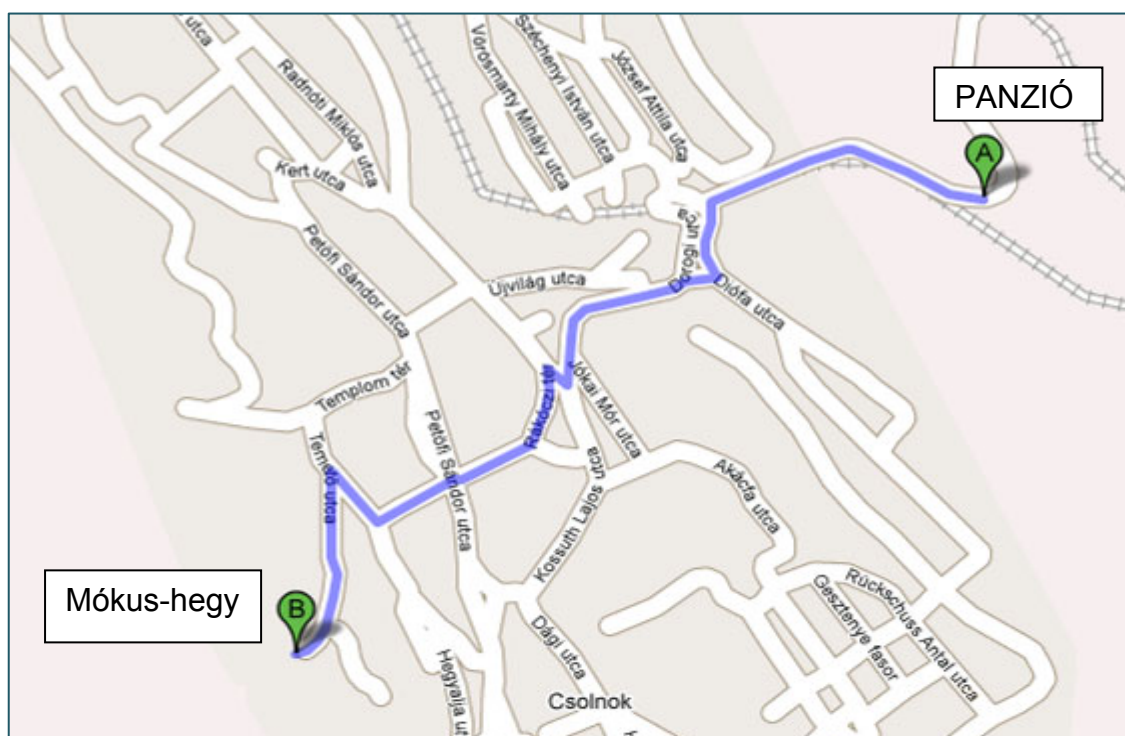 utca
Radnóti Miklós utca
Vörösmarty Mihály utca
Széchenyi István utca
József Attila utca
PANZIÓ
A
Kert utca
Petőfi Sándor utca
Újvilág utca
Dorogi utca
Diófa utca
Templom tér
Rákóczi tér
Jókai Mór utca
Petőfi Sándor utca
Temető utca
Kossuth Lajos utca
Akácfa utca
Mókus-hegy
B
Dági utca
Gesztenye fasor
Rückschuss Antal utca
Hegyalja ut
Csolnok